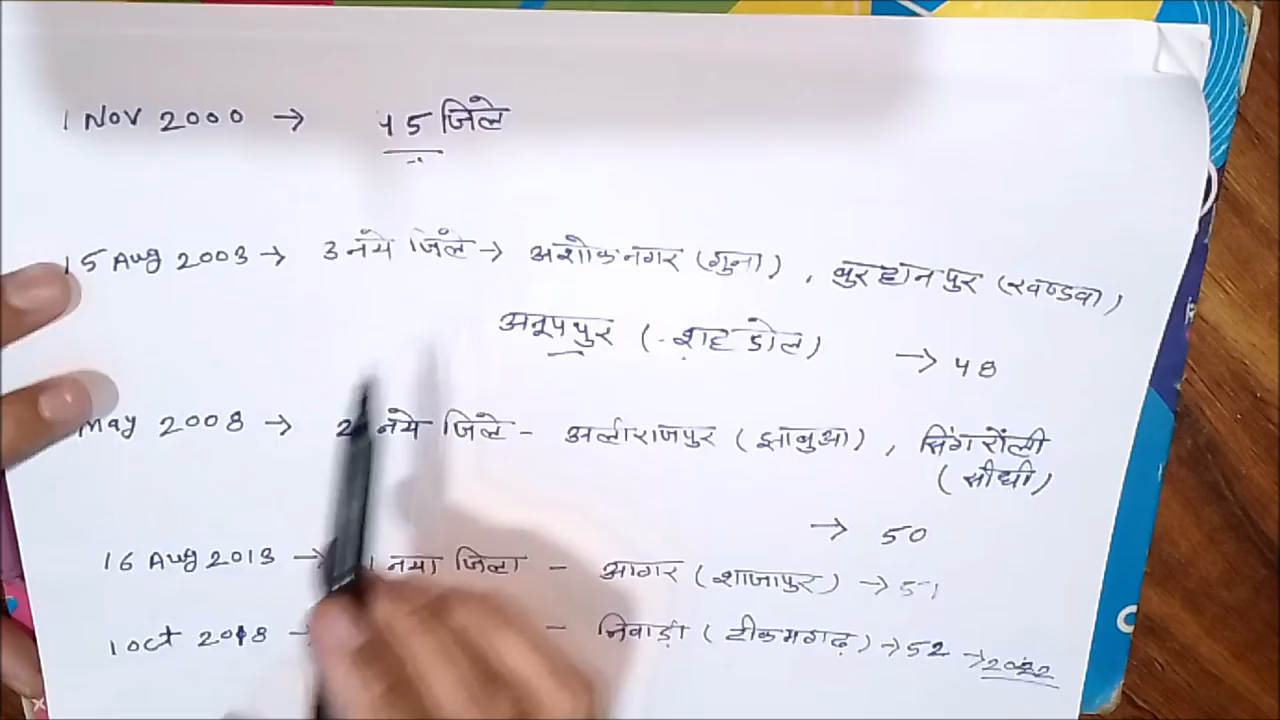 1 Nov 2000 → 45 जिले
15 Aug 2003 → 3 नये जिले → अशोकनगर (गुना) , बुरहानपुर (खण्डवा)
अनूपपुर (शहडोल) → 48
May 2008 → 2 नये जिले - अलीराजपुर (झाबुआ) , सिंगरौली
(सीधी)
→ 50
16 Aug 2013 → 1 नया जिला - आगर (शाजापुर) → 51
1 Oct 2018 → - निवाड़ी (टीकमगढ़) → 52 → 2022